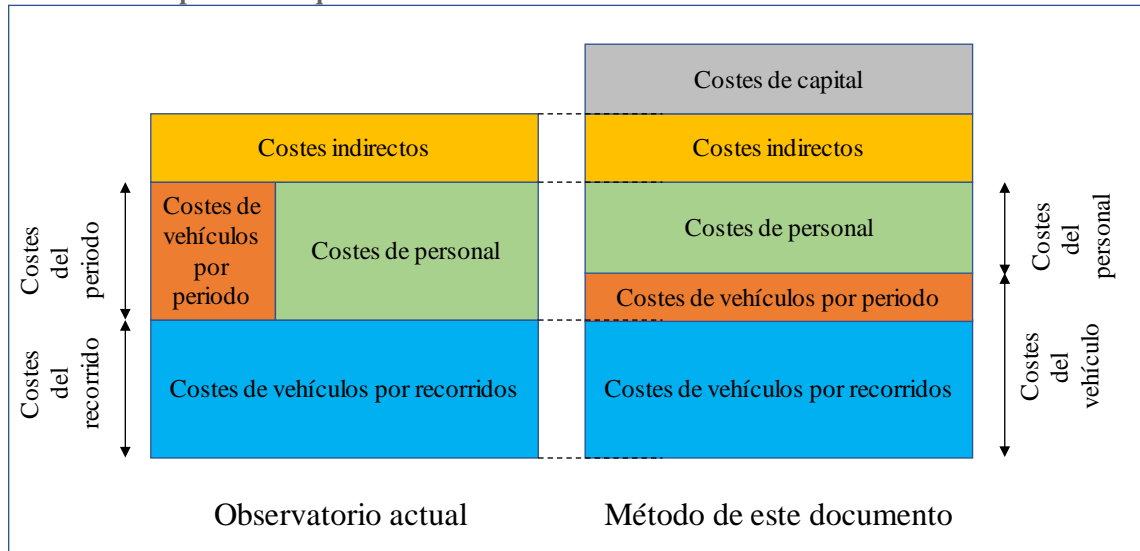 Costes de capital
Costes indirectos
Costes indirectos
Costes del periodo
Costes de
vehículos
por
periodo
Costes de personal
Costes de personal
Costes
del
personal
Costes de vehículos por periodo
Costes
del
recorrido
Costes de vehículos por recorridos
Costes de vehículos por recorridos
Costes
del
vehículo
Observatorio actual
Método de este documento